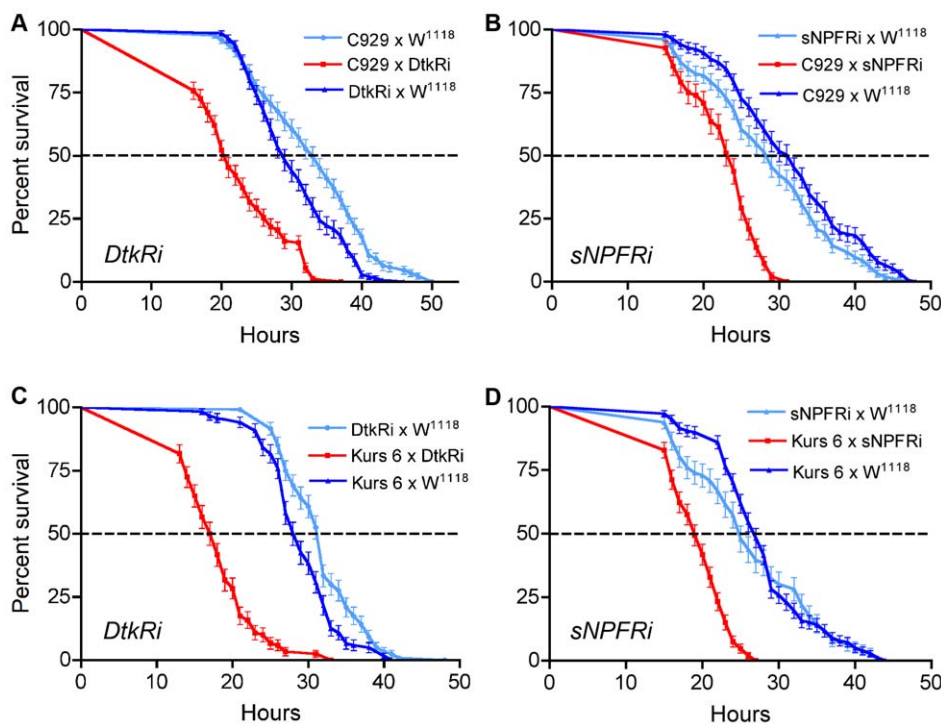 A
C929 x W1118
C929 x DtkRi
DtkRi x W1118
Percent survival
100
75
50
25
0
DtkRi
0 10 20 30 40 50
Hours
B
sNPFRi x W1118
C929 x sNPFRi
C929 x W1118
100
75
50
25
0
sNPFRi
0 10 20 30 40 50
Hours
C
DtkRi x W1118
Kurs 6 x DtkRi
Kurs 6 x W1118
Percent survival
100
75
50
25
0
DtkRi
0 10 20 30 40 50
Hours
D
sNPFRi x W1118
Kurs 6 x sNPFRi
Kurs 6 x W1118
100
75
50
25
0
sNPFRi
0 10 20 30 40 50
Hours